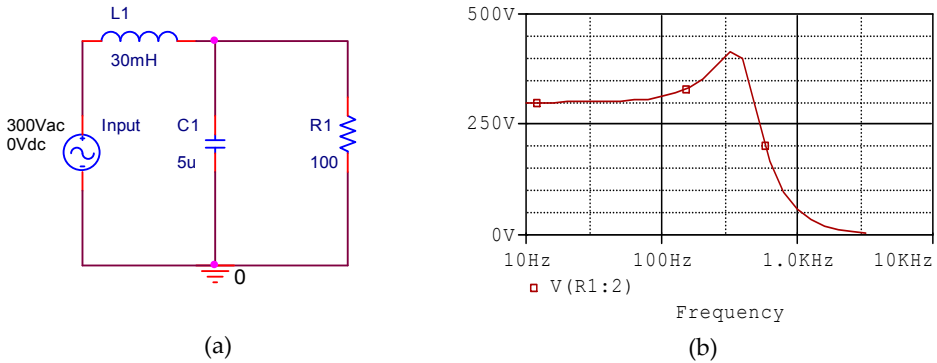 L1
30mH
300Vac
0Vdc
Input
C1
5u
R1
100
0
(a)
500V
250V
0V
10Hz 100Hz 1.0KHz 10KHz
V(R1:2)
Frequency
(b)